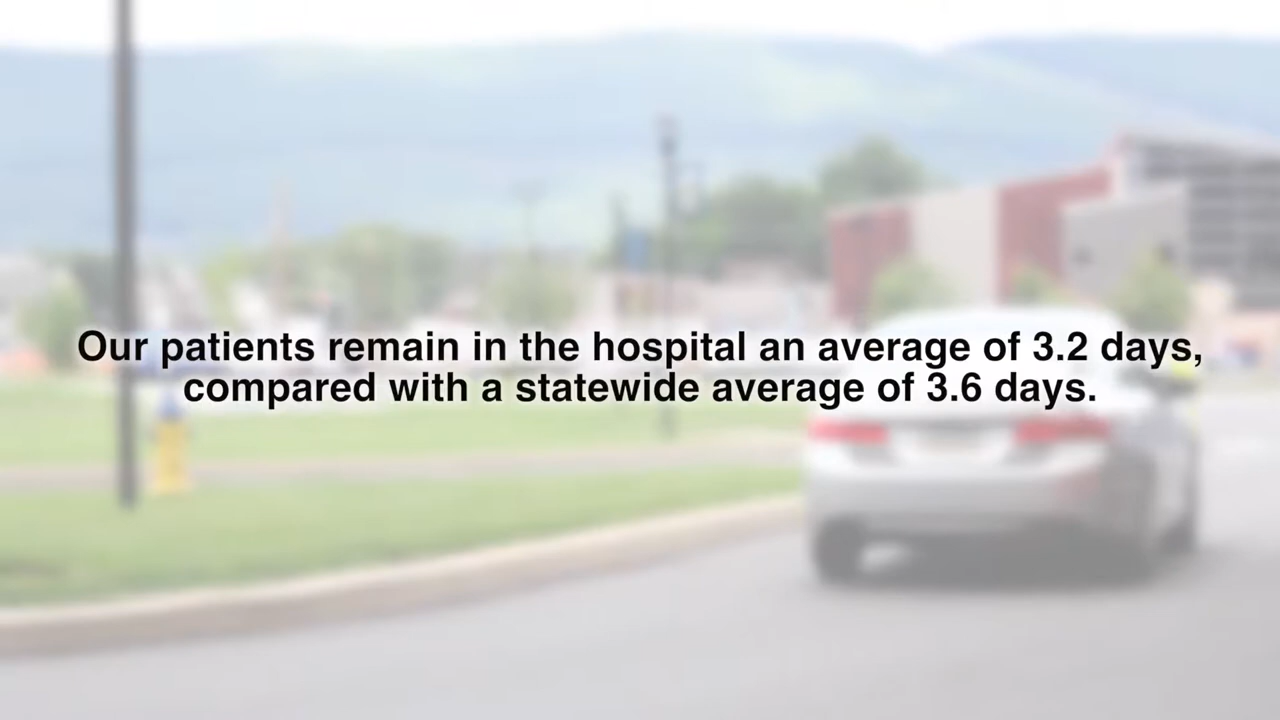 Our patients remain in the hospital an average of 3.2 days,
compared with a statewide average of 3.6 days.